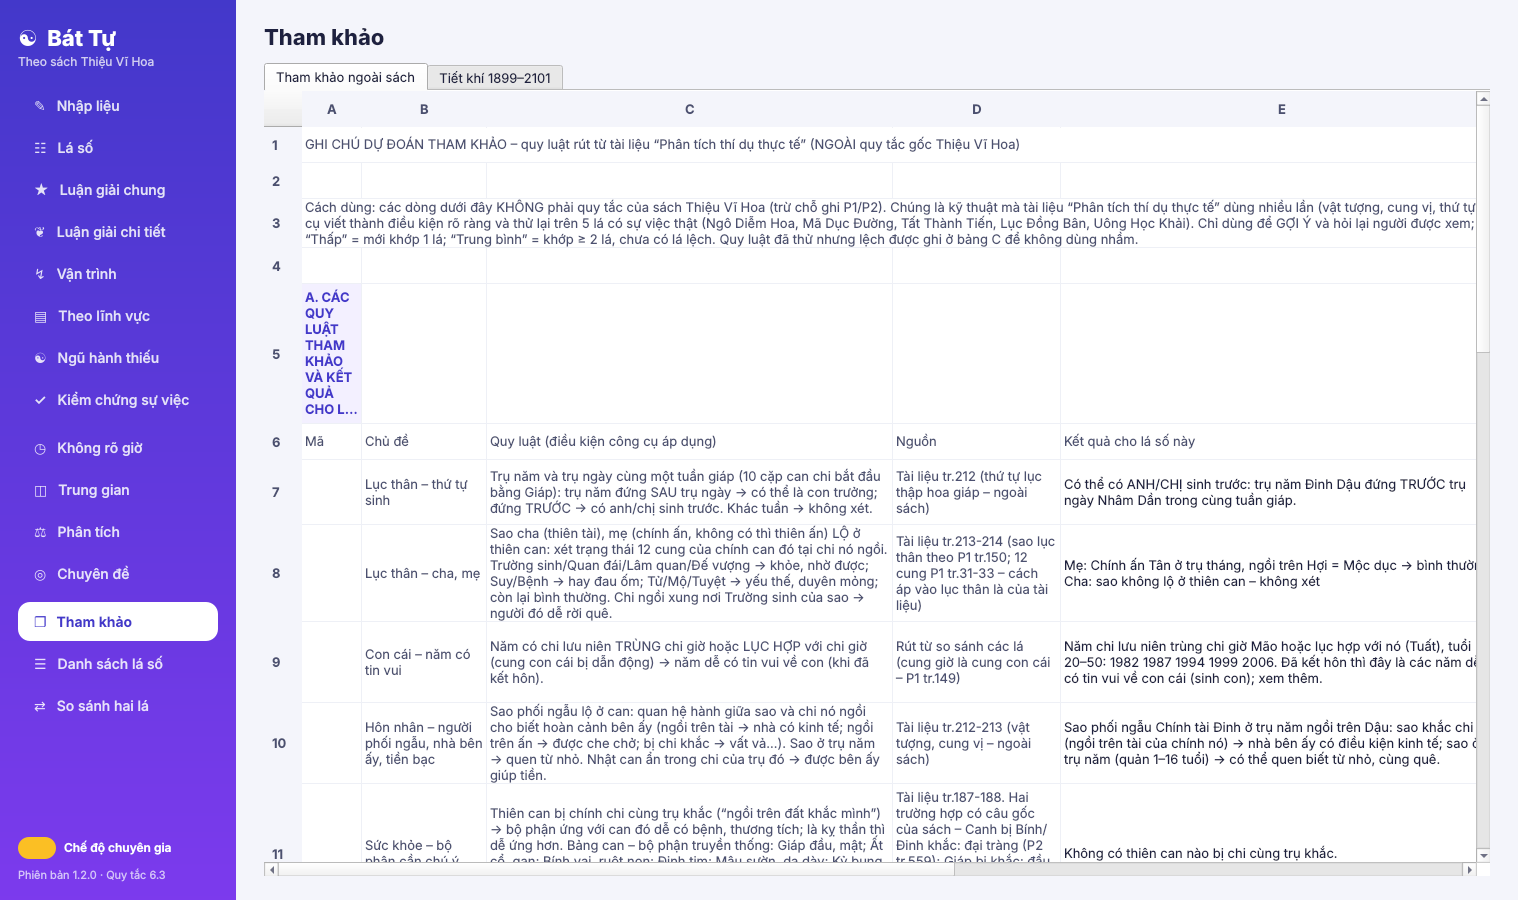 Bát Tự
Theo sách Thiệu Vĩ Hoa
Nhập liệu
Lá số
Luận giải chung
Luận giải chi tiết
Vận trình
Theo lĩnh vực
Ngũ hành thiếu
Kiểm chứng sự việc
Không rõ giờ
Trung gian
Phân tích
Chuyên đề
Tham khảo
Danh sách lá số
So sánh hai lá
Chế độ chuyên gia
Phiên bản 1.2.0 · Quy tắc 6.3
Tham khảo
Tham khảo ngoài sách
Tiết khí 1899–2101
A B C D E
1
GHI CHÚ DỰ ĐOÁN THAM KHẢO – quy luật rút từ tài liệu “Phân tích thí dụ thực tế” (NGOÀI quy tắc gốc Thiệu Vĩ Hoa)
2
3
Cách dùng: các dòng dưới đây KHÔNG phải quy tắc của sách Thiệu Vĩ Hoa (trừ chỗ ghi P1/P2). Chúng là kỹ thuật mà tài liệu “Phân tích thí dụ thực tế” dùng nhiều lần (vật tượng, cung vị, thứ tự
cụ viết thành điều kiện rõ ràng và thử lại trên 5 lá có sự việc thật (Ngô Diễm Hoa, Mã Dục Đường, Tất Thành Tiến, Lục Đồng Bân, Uông Học Khải). Chỉ dùng để GỢI Ý và hỏi lại người được xem;
“Thấp” = mới khớp 1 lá; “Trung bình” = khớp ≥ 2 lá, chưa có lá lệch. Quy luật đã thử nhưng lệch được ghi ở bảng C để không dùng nhầm.
4
5
A. CÁC
QUY
LUẬT
THAM
KHẢO
VÀ KẾT
QUẢ
CHO L…
6
Mã
Chủ đề
Quy luật (điều kiện công cụ áp dụng)
Nguồn
Kết quả cho lá số này
7
Lục thân – thứ tự
sinh
Trụ năm và trụ ngày cùng một tuần giáp (10 cặp can chi bắt đầu
bằng Giáp): trụ năm đứng SAU trụ ngày → có thể là con trưởng;
đứng TRƯỚC → có anh/chị sinh trước. Khác tuần → không xét.
Tài liệu tr.212 (thứ tự lục
thập hoa giáp – ngoài
sách)
Có thể có ANH/CHỊ sinh trước: trụ năm Đinh Dậu đứng TRƯỚC trụ
ngày Nhâm Dần trong cùng tuần giáp.
8
Lục thân – cha, mẹ
Sao cha (thiên tài), mẹ (chính ấn, không có thì thiên ấn) LỘ ở
thiên can: xét trạng thái 12 cung của chính can đó tại chi nó ngồi.
Trường sinh/Quan đái/Lâm quan/Đế vượng → khỏe, nhờ được;
Suy/Bệnh → hay đau ốm; Tử/Mộ/Tuyệt → yếu thế, duyên mỏng;
còn lại bình thường. Chi ngồi xung nơi Trường sinh của sao →
người đó dễ rời quê.
Tài liệu tr.213-214 (sao lục
thân theo P1 tr.150; 12
cung P1 tr.31-33 – cách
áp vào lục thân là của tài
liệu)
Mẹ: Chính ấn Tân ở trụ tháng, ngồi trên Hợi = Mộc dục → bình thườn
Cha: sao không lộ ở thiên can – không xét
9
Con cái – năm có
tin vui
Năm có chi lưu niên TRÙNG chi giờ hoặc LỤC HỢP với chi giờ
(cung con cái bị dẫn động) → năm dễ có tin vui về con (khi đã
kết hôn).
Rút từ so sánh các lá
(cung giờ là cung con cái
– P1 tr.149)
Năm chi lưu niên trùng chi giờ Mão hoặc lục hợp với nó (Tuất), tuổi
20–50: 1982 1987 1994 1999 2006. Đã kết hôn thì đây là các năm dễ
có tin vui về con cái (sinh con); xem thêm.
10
Hôn nhân – người
phối ngẫu, nhà bên
ấy, tiền bạc
Sao phối ngẫu lộ ở can: quan hệ hành giữa sao và chi nó ngồi
cho biết hoàn cảnh bên ấy (ngồi trên tài → nhà có kinh tế; ngồi
trên ấn → được che chở; bị chi khắc → vất vả...). Sao ở trụ năm
→ quen từ nhỏ. Nhật can ẩn trong chi của trụ đó → được bên ấy
giúp tiền.
Tài liệu tr.212-213 (vật
tượng, cung vị – ngoài
sách)
Sao phối ngẫu Chính tài Đinh ở trụ năm ngồi trên Dậu: sao khắc chi
(ngồi trên tài của chính nó) → nhà bên ấy có điều kiện kinh tế; sao ở
trụ năm (quản 1–16 tuổi) → có thể quen biết từ nhỏ, cùng quê.
11
Sức khỏe – bộ
phận cần chú ý
Thiên can bị chính chi cùng trụ khắc (“ngồi trên đất khắc mình”)
→ bộ phận ứng với can đó dễ có bệnh, thương tích; là kỵ thần thì
dễ ứng hơn. Bảng can – bộ phận truyền thống: Giáp đầu, mật; Ất
cổ, gan; Bính vai, ruột non; Đinh tim; Mậu sườn, dạ dày; Kỷ bụng
Tài liệu tr.187-188. Hai
trường hợp có câu gốc
của sách – Canh bị Bính/
Đinh khắc: đại tràng (P2
tr.559); Giáp bị khắc: đầu
Không có thiên can nào bị chi cùng trụ khắc.